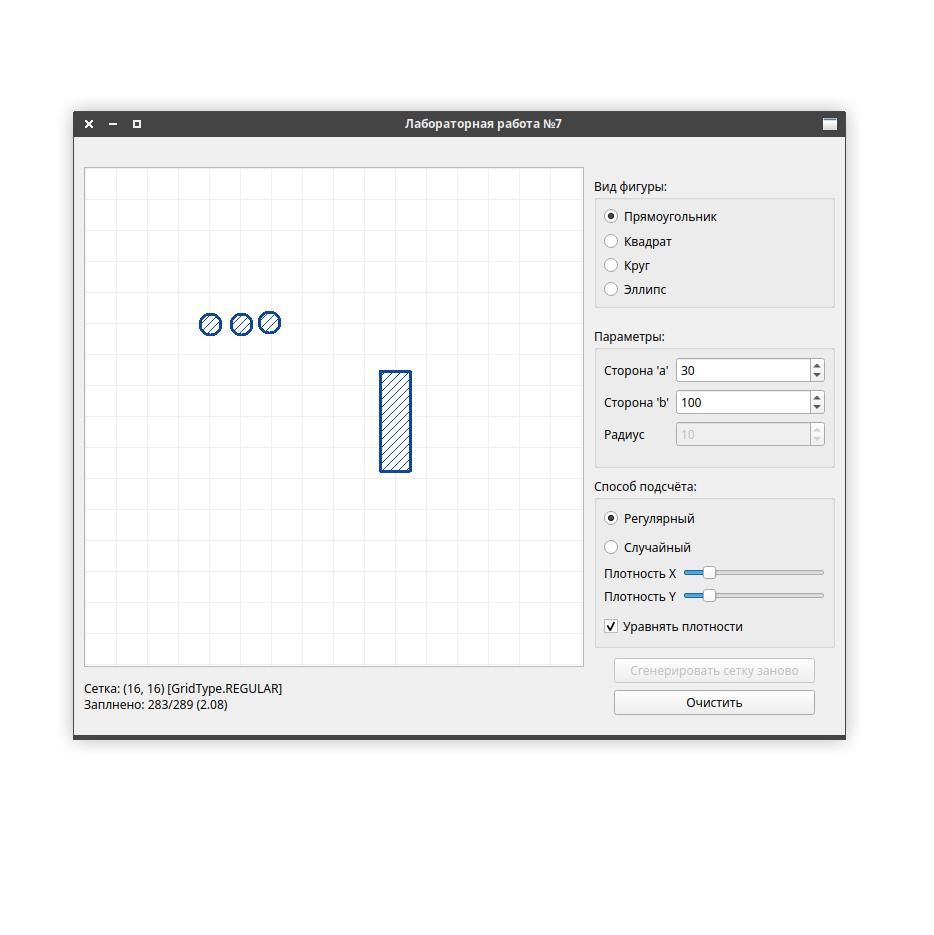 Лабораторная работа №7
Вид фигуры:
Прямоугольник
Квадрат
Круг
Эллипс
Параметры:
Сторона 'a' 30
Сторона 'b' 100
Радиус 10
Способ подсчёта:
Регулярный
Случайный
Плотность X
Плотность Y
Уравнять плотности
Сгенерировать сетку заново
Очистить
Сетка: (16, 16) [GridType.REGULAR]
Заплнено: 283/289 (2.08)